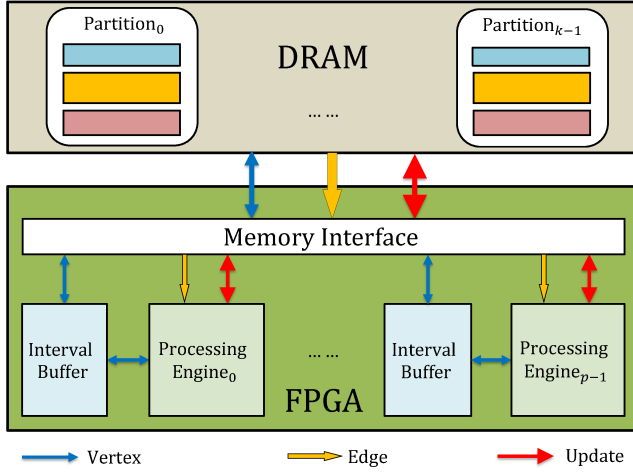 Partition₀
Partitionₖ₋₁
DRAM
... ...
Memory Interface
Interval
Buffer
Processing
Engine₀
... ...
Interval
Buffer
Processing
Engineₚ₋₁
FPGA
Vertex
Edge
Update